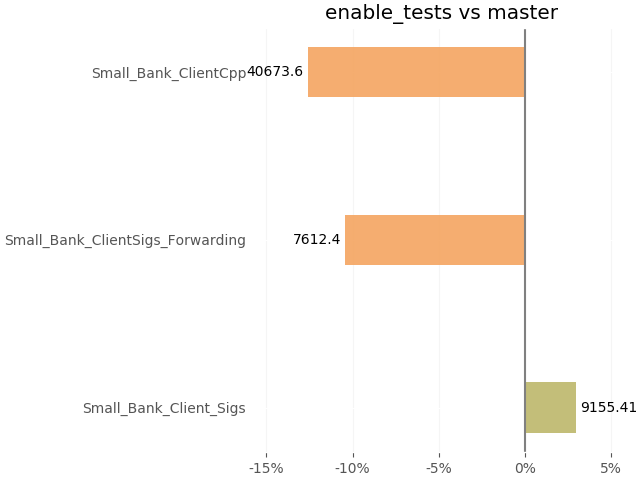 enable_tests vs master
Small_Bank_ClientCpp 40673.6
Small_Bank_ClientSigs_Forwarding 7612.4
Small_Bank_Client_Sigs 9155.41
-15% -10% -5% 0% 5%